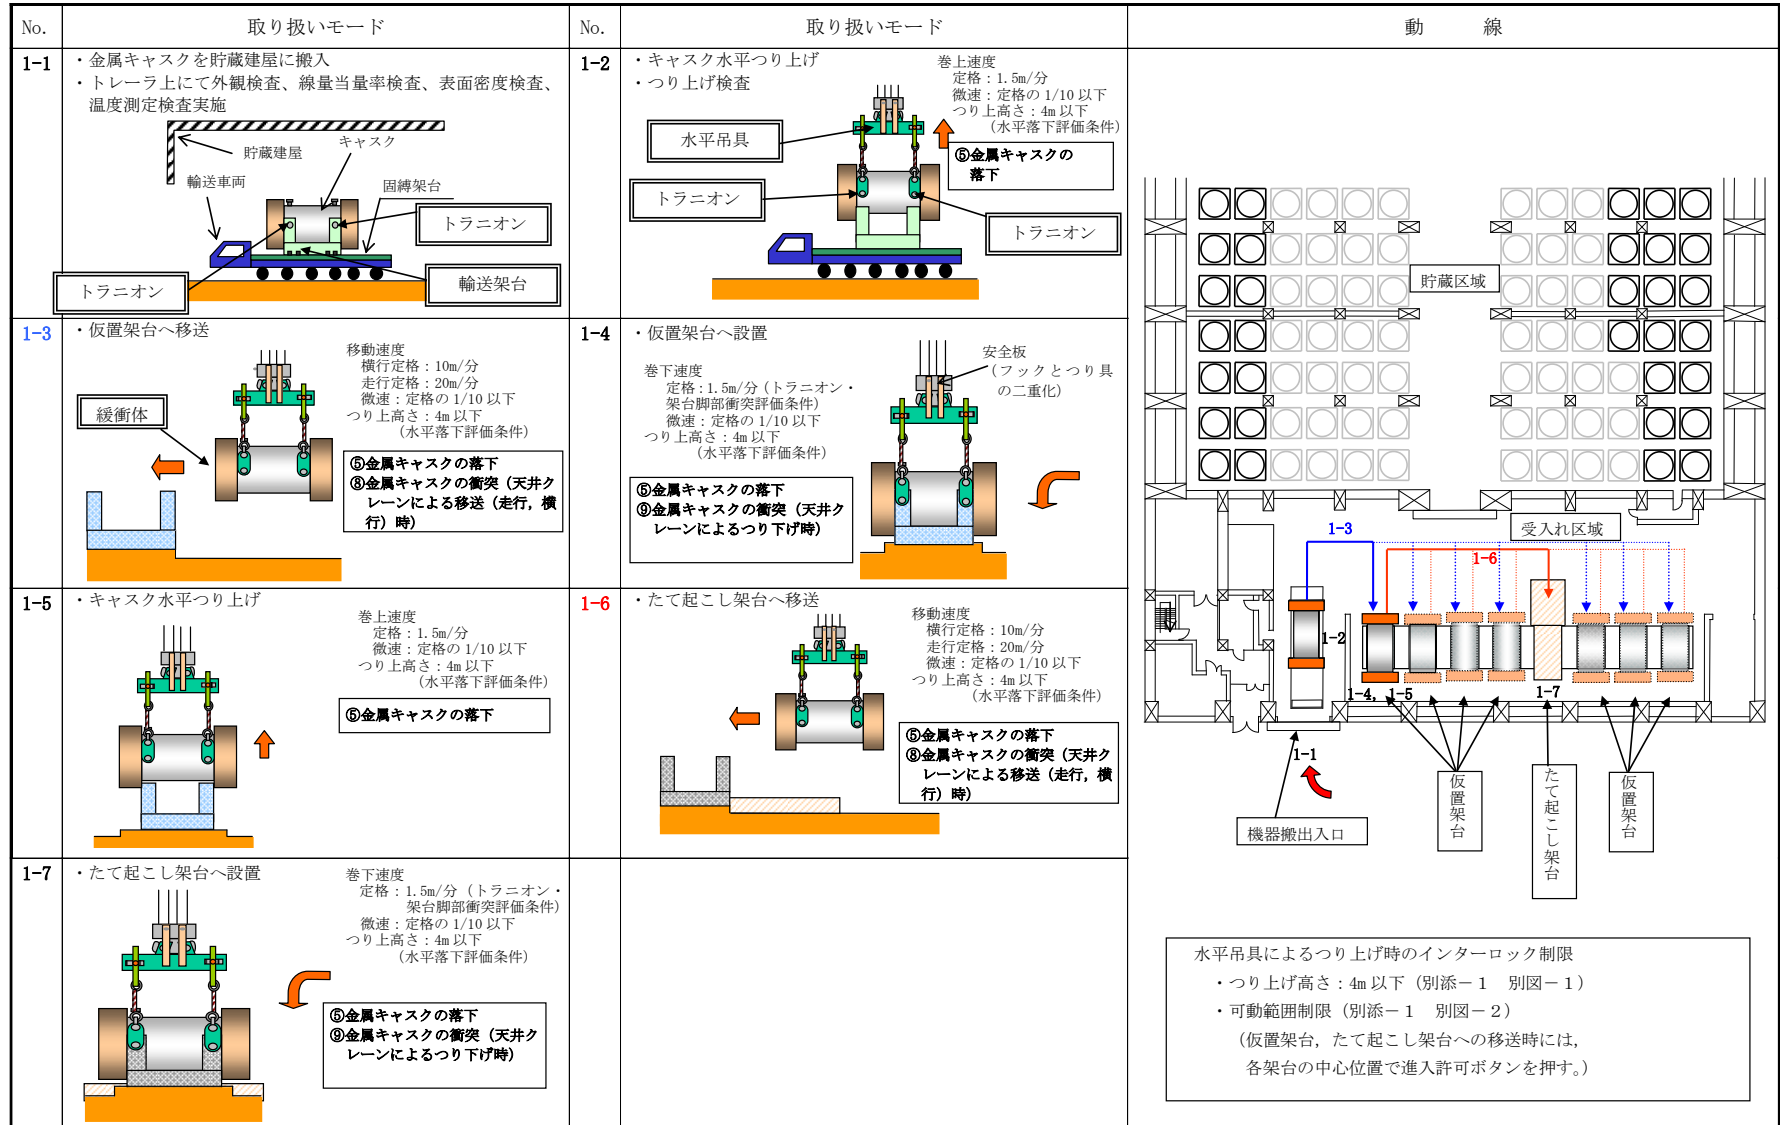 No.
取り扱いモード
No.
取り扱いモード
動　　線
1-1
・金属キャスクを貯蔵建屋に搬入
・トレーラ上にて外観検査、線量当量率検査、表面密度検査、
温度測定検査実施
貯蔵建屋
キャスク
輸送車両
固縛架台
トラニオン
トラニオン
輸送架台
1-2
・キャスク水平つり上げ
・つり上げ検査
巻上速度
定格：1.5m/分
微速：定格の 1/10 以下
つり上高さ：4m 以下
（水平落下評価条件）
水平吊具
⑤金属キャスクの
落下
トラニオン
トラニオン
1-3
・仮置架台へ移送
移動速度
横行定格：10m/分
走行定格：20m/分
微速：定格の 1/10 以下
つり上高さ：4m 以下
（水平落下評価条件）
緩衝体
⑤金属キャスクの落下
⑧金属キャスクの衝突（天井ク
レーンによる移送（走行，横
行）時）
1-4
・仮置架台へ設置
巻下速度
定格：1.5m/分（トラニオン・
架台脚部衝突評価条件）
微速：定格の 1/10 以下
つり上高さ：4m 以下
（水平落下評価条件）
安全板
（フックとつり具
の二重化）
⑤金属キャスクの落下
⑨金属キャスクの衝突（天井ク
レーンによるつり下げ時）
1-5
・キャスク水平つり上げ
巻上速度
定格：1.5m/分
微速：定格の 1/10 以下
つり上高さ：4m 以下
（水平落下評価条件）
⑤金属キャスクの落下
1-6
・たて起こし架台へ移送
移動速度
横行定格：10m/分
走行定格：20m/分
微速：定格の 1/10 以下
つり上高さ：4m 以下
（水平落下評価条件）
⑤金属キャスクの落下
⑧金属キャスクの衝突（天井ク
レーンによる移送（走行，横
行）時）
1-7
・たて起こし架台へ設置
巻下速度
定格：1.5m/分（トラニオン・
架台脚部衝突評価条件）
微速：定格の 1/10 以下
つり上高さ：4m 以下
（水平落下評価条件）
⑤金属キャスクの落下
⑨金属キャスクの衝突（天井ク
レーンによるつり下げ時）
貯蔵区域
受入れ区域
1-3
1-6
1-2
1-4, 1-5
1-7
1-1
機器搬出入口
仮置架台
たて起こし架台
仮置架台
水平吊具によるつり上げ時のインターロック制限
・つり上げ高さ：4m 以下（別添－１　別図－１）
・可動範囲制限（別添－１　別図－２）
（仮置架台，たて起こし架台への移送時には，
各架台の中心位置で進入許可ボタンを押す。）